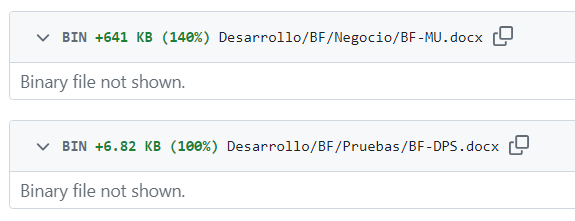 BIN +641 KB (140%) Desarrollo/BF/Negocio/BF-MU.docx
Binary file not shown.
BIN +6.82 KB (100%) Desarrollo/BF/Pruebas/BF-DPS.docx
Binary file not shown.